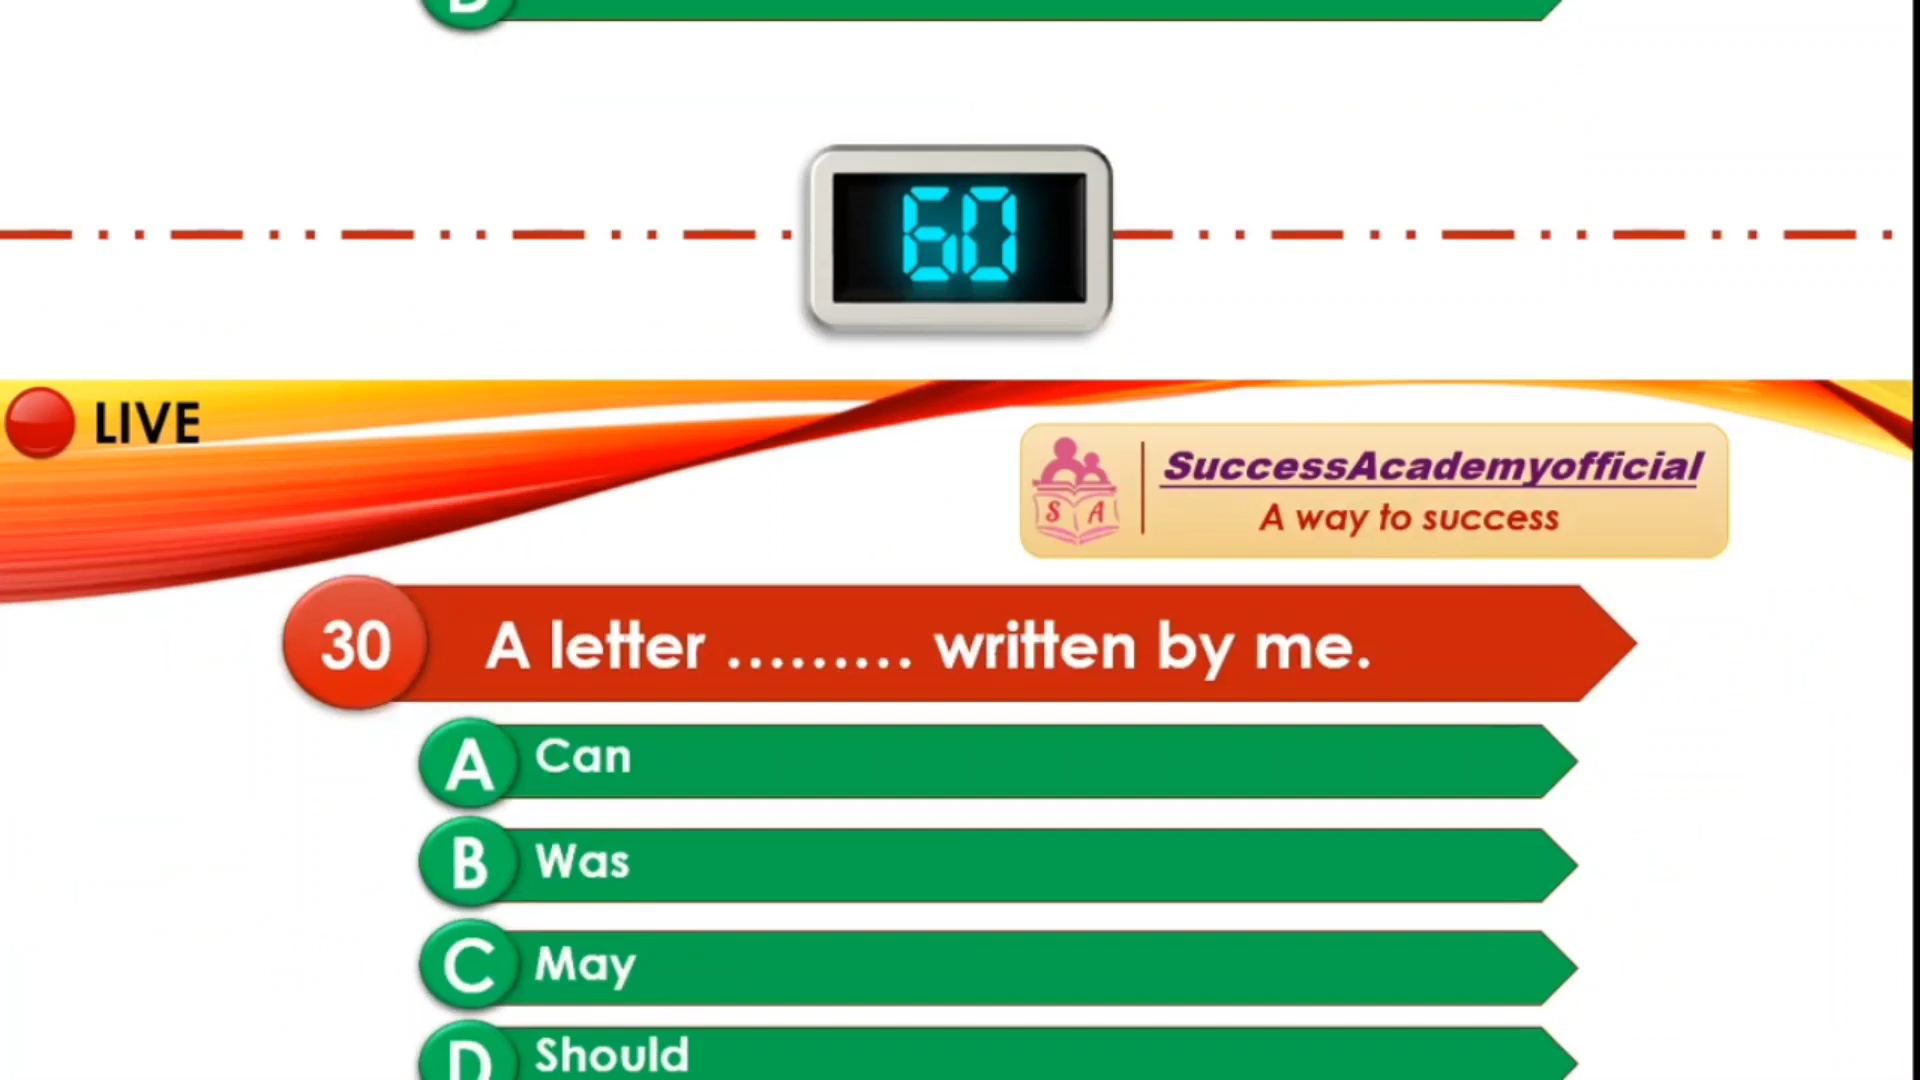 D
60
LIVE
SuccessAcademyofficial
S A
A way to success
30 A letter ......... written by me.
A Can
B Was
C May
D Should